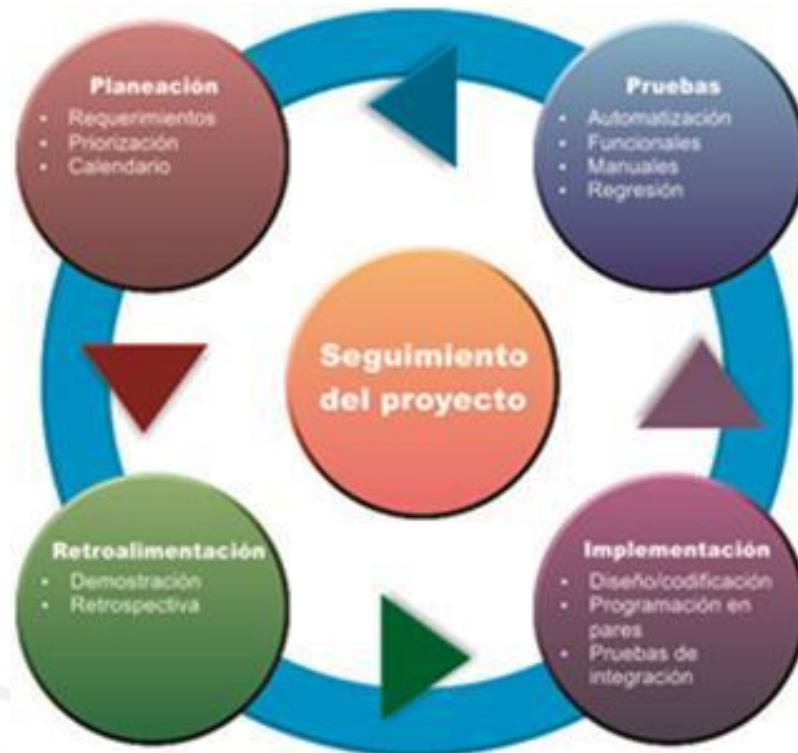 Planeación
• Requerimientos
• Priorización
• Calendario
Pruebas
• Automatización
• Funcionales
• Manuales
• Regresión
Seguimiento
del proyecto
Retroalimentación
• Demostración
• Retrospectiva
Implementación
• Diseño/codificación
• Programación en
pares
• Pruebas de
integración